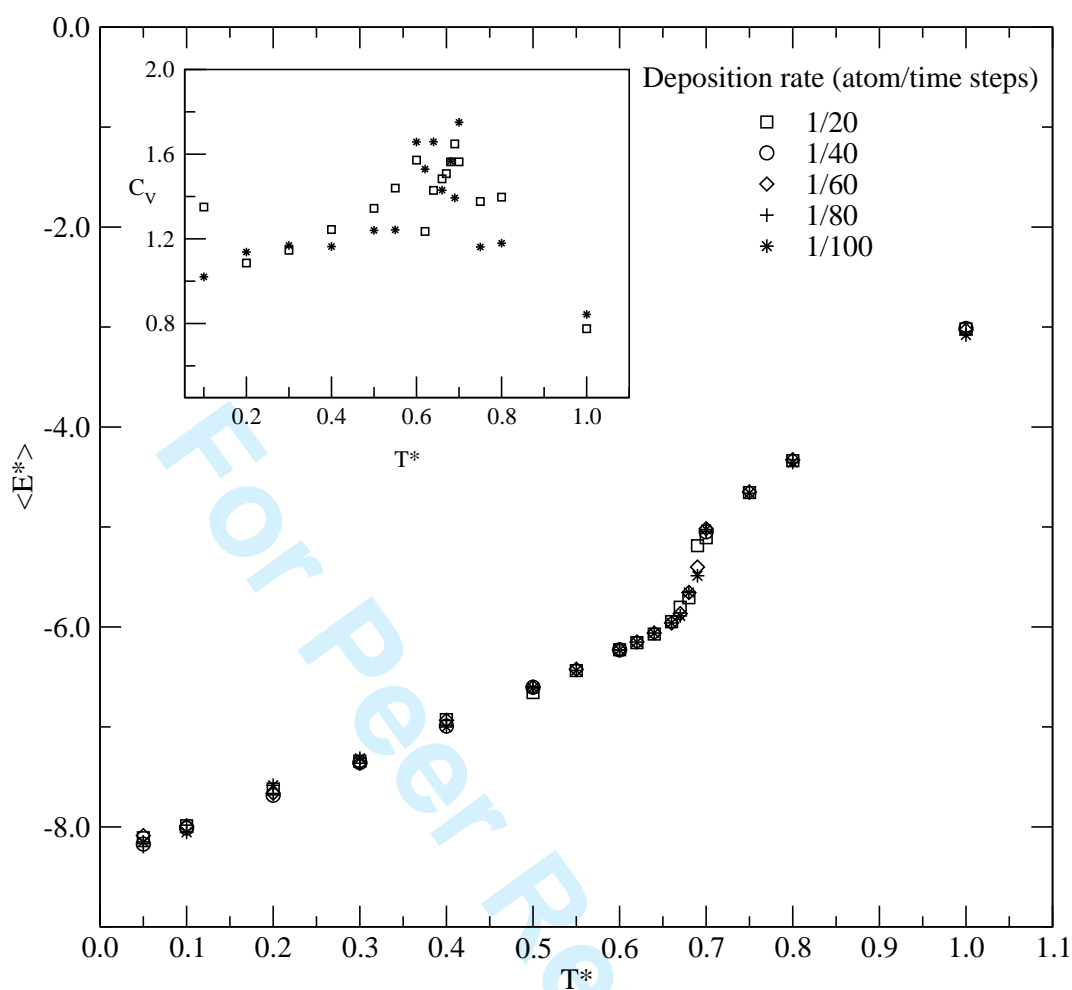 0.0
-2.0
-4.0
-6.0
-8.0
<E*>
0.0 0.1 0.2 0.3 0.4 0.5 0.6 0.7 0.8 0.9 1.0 1.1
T*
2.0
1.6
1.2
0.8
C_V
0.2 0.4 0.6 0.8 1.0
T*
Deposition rate (atom/time steps)
1/20
1/40
1/60
1/80
1/100
For Peer Re